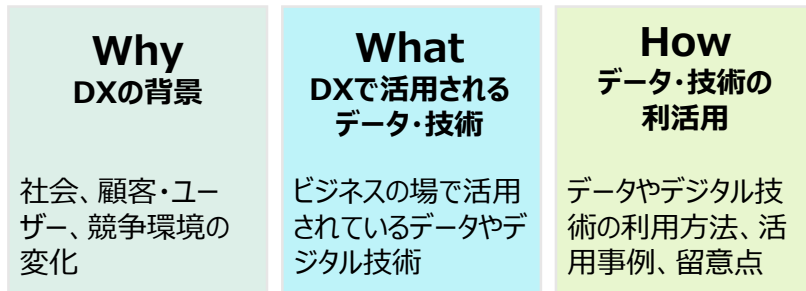 Why
DXの背景
社会、顧客・ユー
ザー、競争環境の
変化
What
DXで活用される
データ・技術
ビジネスの場で活用
されているデータやデ
ジタル技術
How
データ・技術の
利活用
データやデジタル技
術の利用方法、活
用事例、留意点